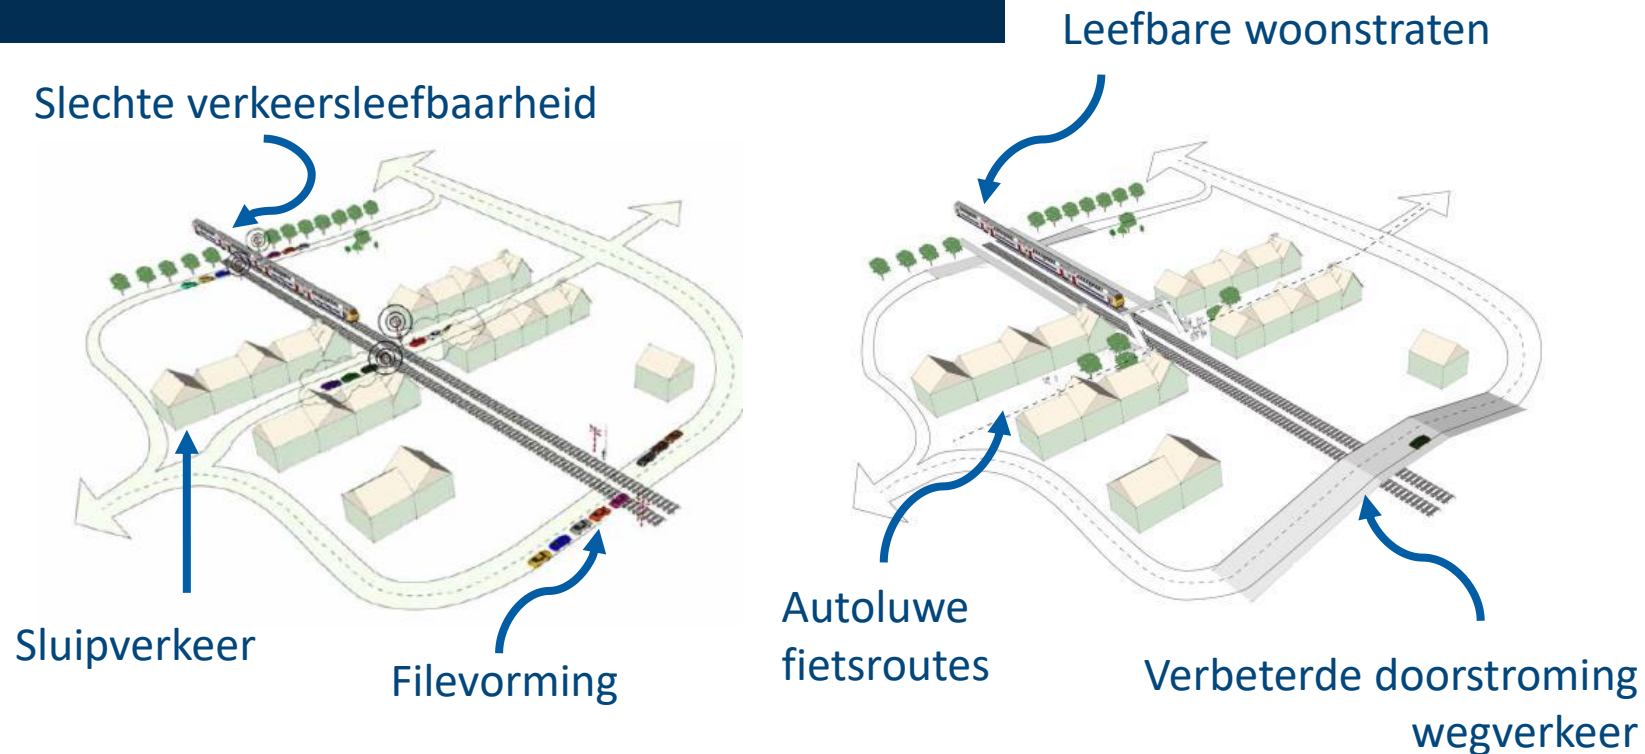 Leefbare woonstraten
Slechte verkeersleefbaarheid
Sluipverkeer
Filevorming
Autoluwe
fietsroutes
Verbeterde doorstroming
wegverkeer